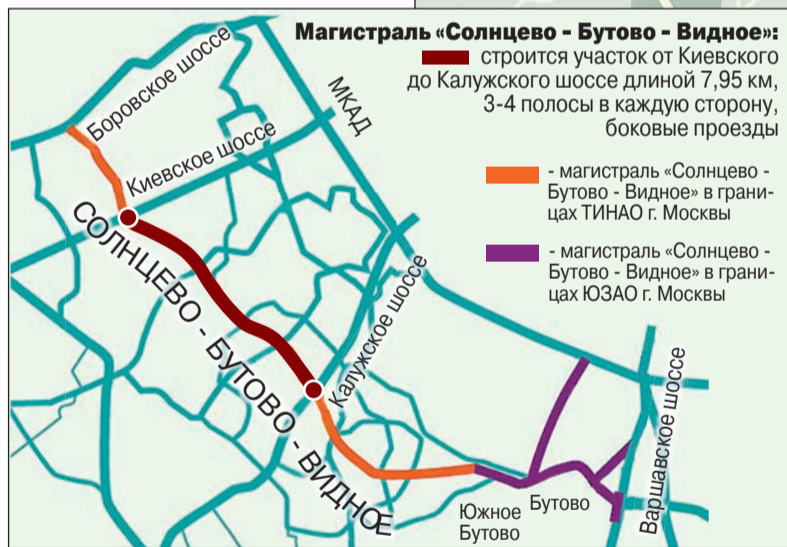 Магистраль «Солнцево - Бутово - Видное»:
строится участок от Киевского
до Калужского шоссе длиной 7,95 км,
3-4 полосы в каждую сторону,
боковые проезды
- магистраль «Солнцево -
Бутово - Видное» в грани-
цах ТИНАО г. Москвы
- магистраль «Солнцево -
Бутово - Видное» в грани-
цах ЮЗАО г. Москвы
Боровское шоссе
МКАД
Киевское шоссе
СОЛНЦЕВО - БУТОВО - ВИДНОЕ
Калужское шоссе
Варшавское шоссе
Южное
Бутово
Бутово